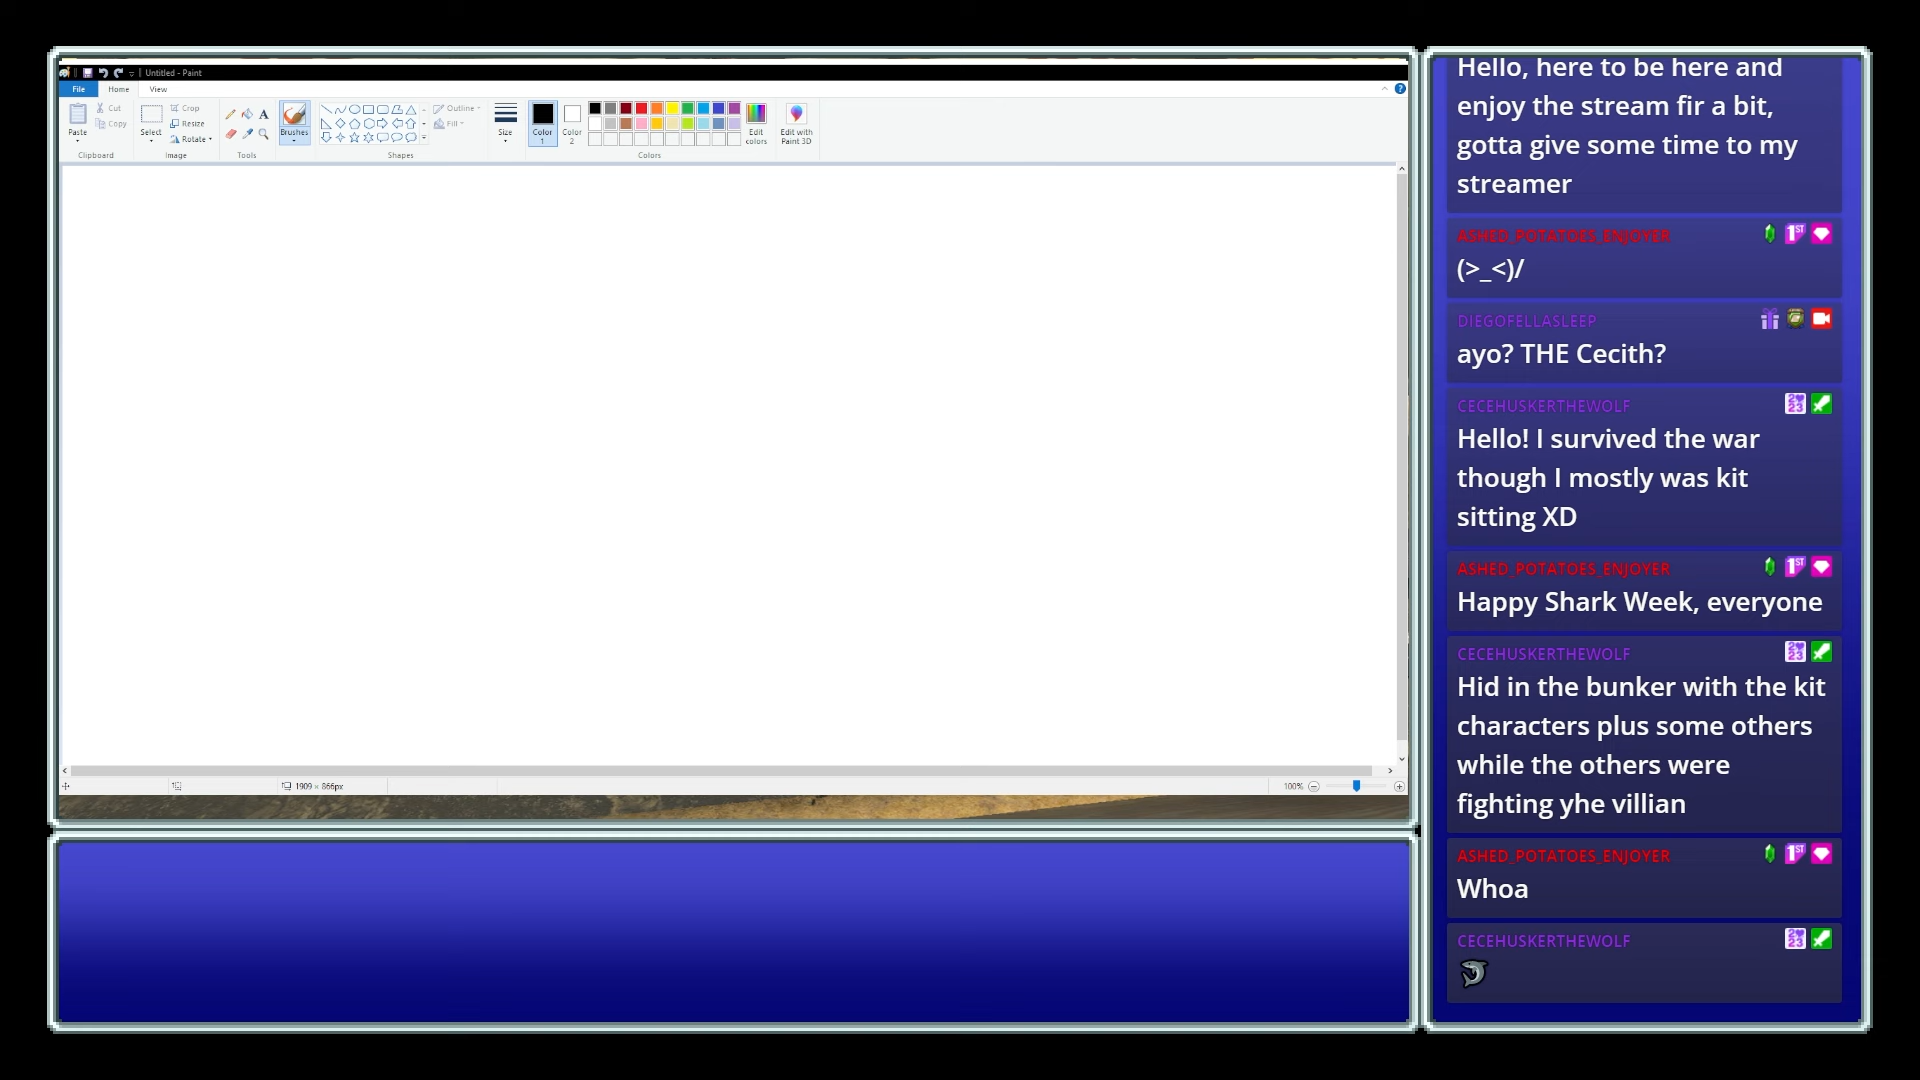 Untitled - Paint
File Home View
Paste
Cut
Copy
Clipboard
Select
Crop
Resize
Rotate
Image
A
Tools
Brushes
Outline
Fill
Shapes
Size
Color 1
Color 2
Colors
Edit colors
Edit with Paint 3D
1909 × 866px
100%
Hello, here to be here and
enjoy the stream fir a bit,
gotta give some time to my
streamer
ASHED_POTATOES_ENJOYER 1ST
(>_<)/
DIEGOFELLASLEEP
ayo? THE Cecith?
CECEHUSKERTHEWOLF
Hello! I survived the war
though I mostly was kit
sitting XD
ASHED_POTATOES_ENJOYER 1ST
Happy Shark Week, everyone
CECEHUSKERTHEWOLF
Hid in the bunker with the kit
characters plus some others
while the others were
fighting yhe villian
ASHED_POTATOES_ENJOYER 1ST
Whoa
CECEHUSKERTHEWOLF